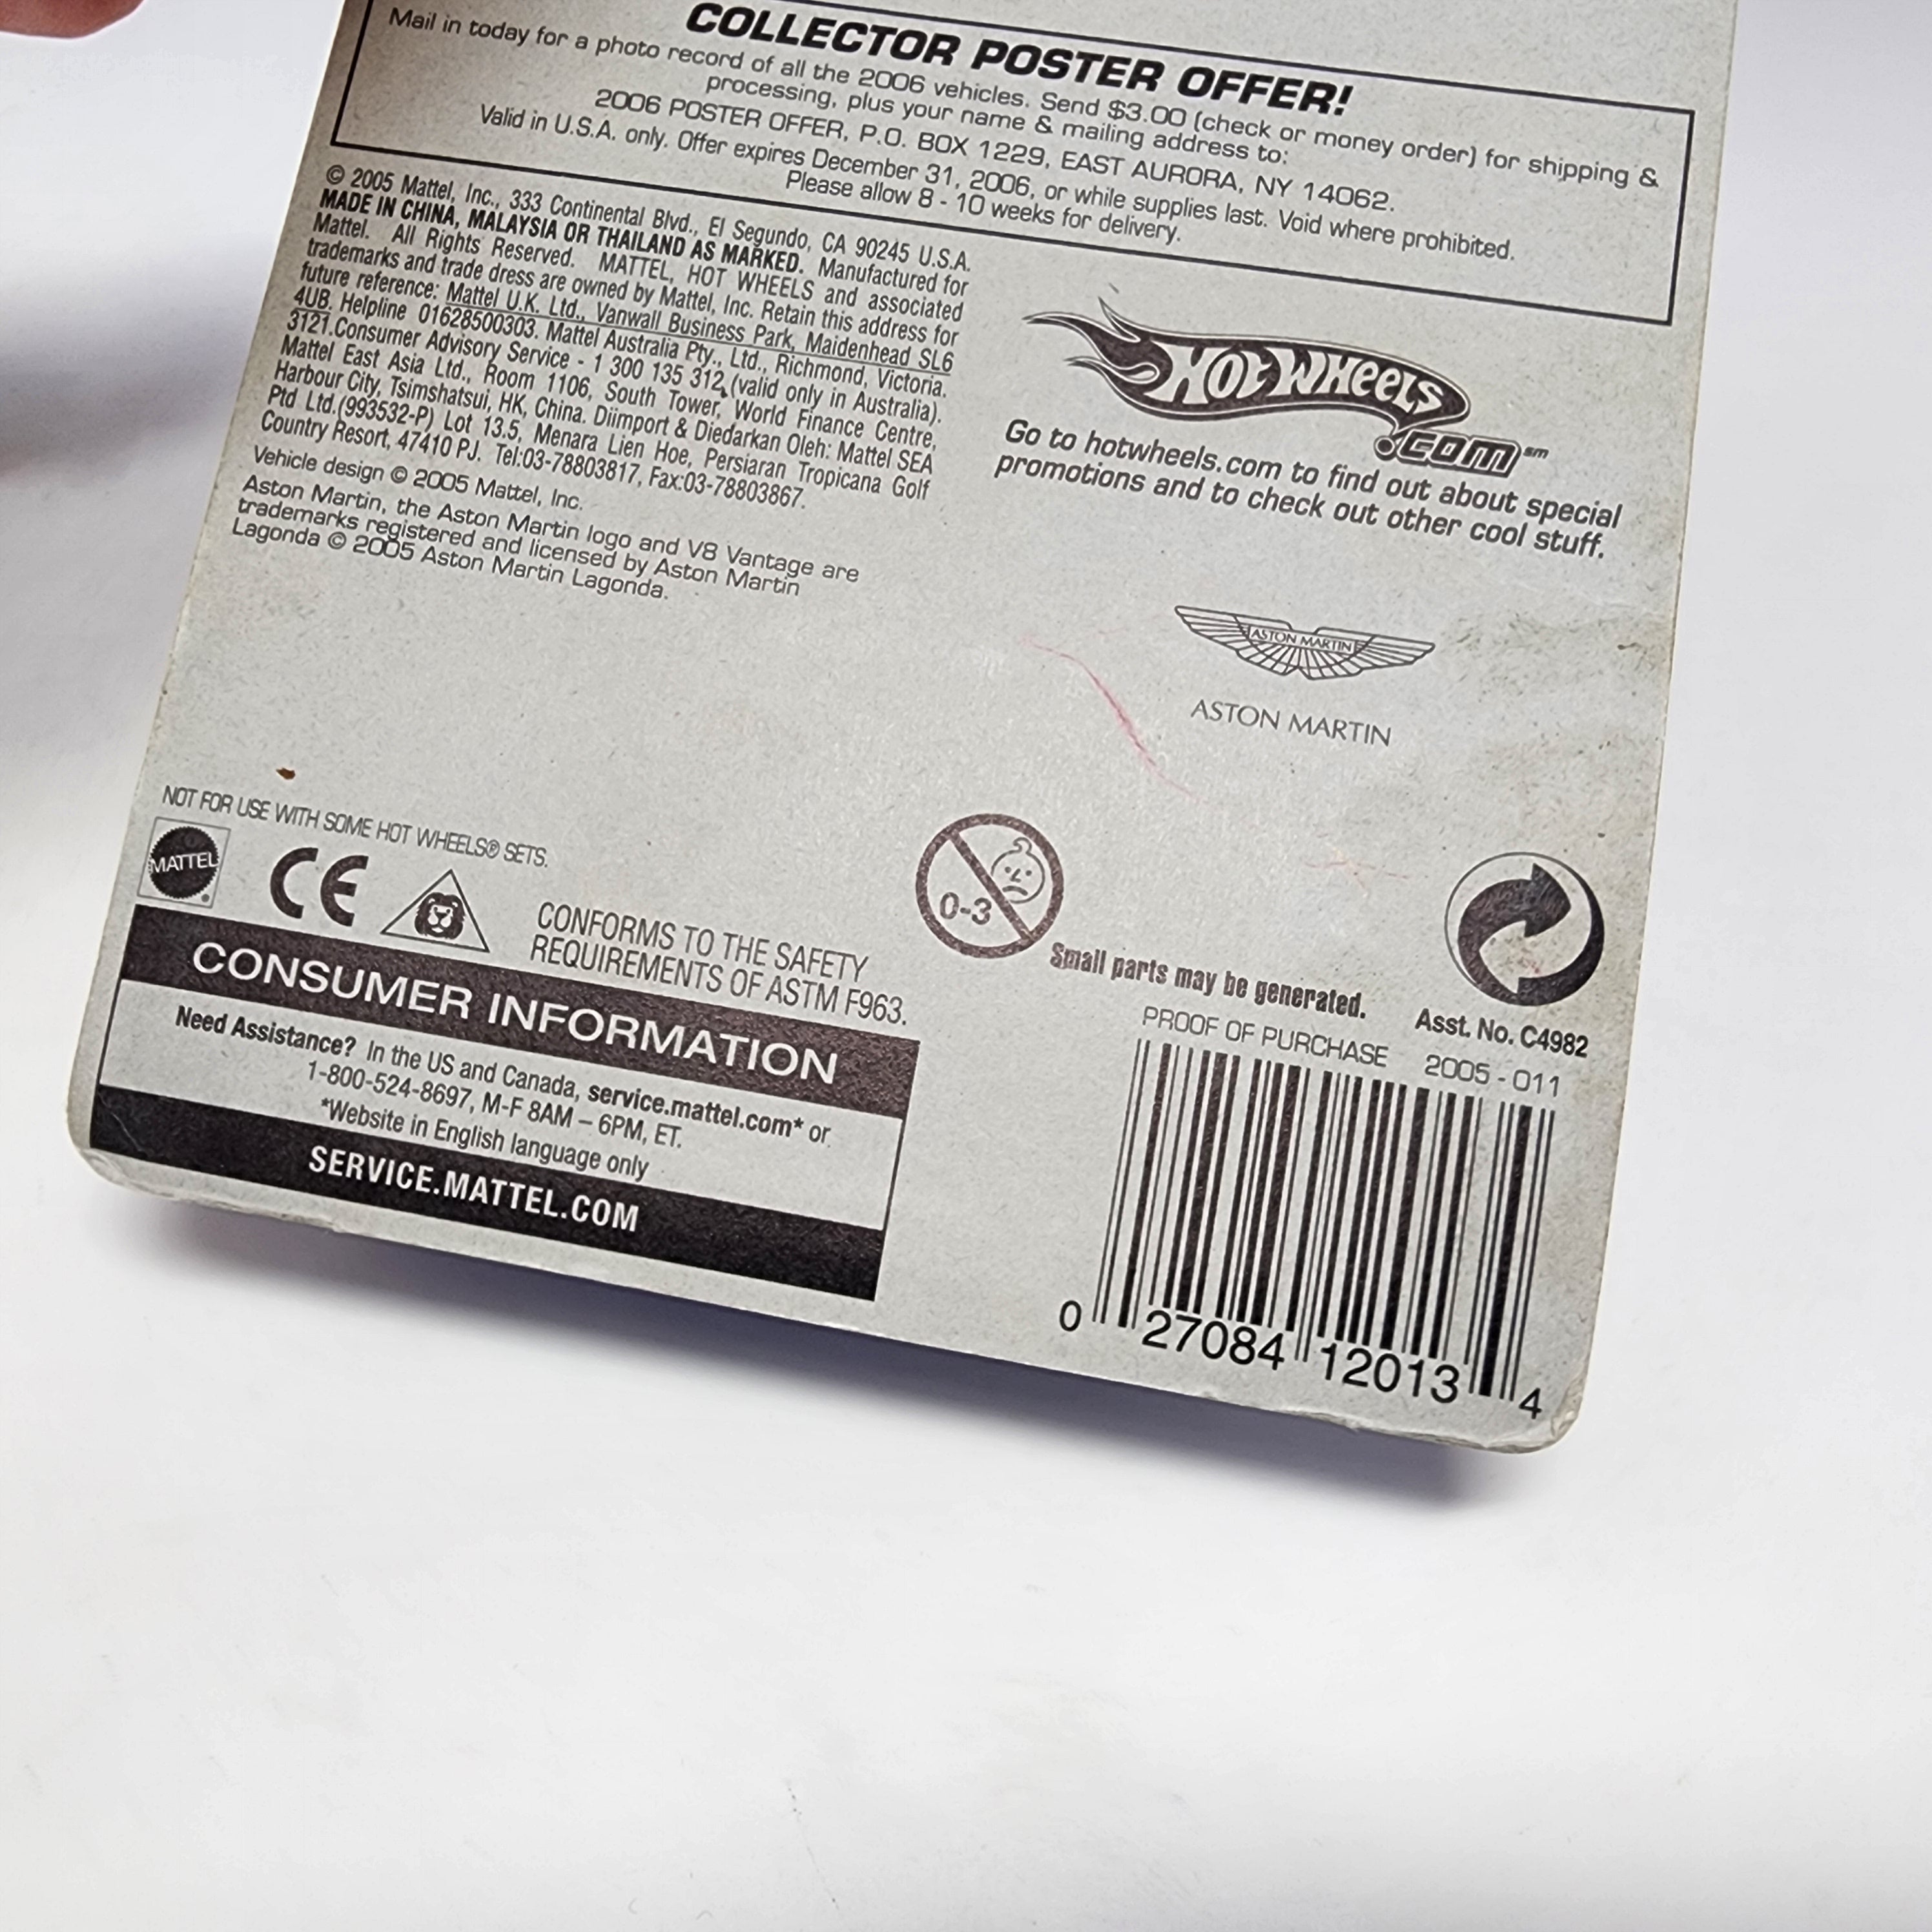 COLLECTOR POSTER OFFER!
Mail in today for a photo record of all the 2006 vehicles. Send $3.00 (check or money order) for shipping &
processing, plus your name & mailing address to:
2006 POSTER OFFER, P.O. BOX 1229, EAST AURORA, NY 14062.
Valid in U.S.A. only. Offer expires December 31, 2006, or while supplies last. Void where prohibited.
Please allow 8 - 10 weeks for delivery.
© 2005 Mattel, Inc., 333 Continental Blvd., El Segundo, CA 90245 U.S.A.
MADE IN CHINA, MALAYSIA OR THAILAND AS MARKED. Manufactured for
Mattel. All Rights Reserved. MATTEL, HOT WHEELS and associated
trademarks and trade dress are owned by Mattel, Inc. Retain this address for
future reference: Mattel U.K. Ltd., Vanwall Business Park, Maidenhead SL6
4UB. Helpline 01628500303. Mattel Australia Pty., Ltd., Richmond, Victoria.
3121.Consumer Advisory Service - 1 300 135 312 (valid only in Australia).
Mattel East Asia Ltd., Room 1106, South Tower, World Finance Centre,
Harbour City, Tsimshatsui, HK, China. Diimport & Diedarkan Oleh: Mattel SEA
Ptd Ltd.(993532-P) Lot 13.5, Menara Lien Hoe, Persiaran Tropicana Golf
Country Resort, 47410 PJ. Tel:03-78803817, Fax:03-78803867.
Vehicle design © 2005 Mattel, Inc.
Aston Martin, the Aston Martin logo and V8 Vantage are
trademarks registered and licensed by Aston Martin
Lagonda © 2005 Aston Martin Lagonda.
HOT WHEELS
.COM℠
Go to hotwheels.com to find out about special
promotions and to check out other cool stuff.
ASTON MARTIN
ASTON MARTIN
NOT FOR USE WITH SOME HOT WHEELS® SETS.
MATTEL®
CE
CONFORMS TO THE SAFETY
REQUIREMENTS OF ASTM F963.
0-3
Small parts may be generated.
Asst. No. C4982
CONSUMER INFORMATION
Need Assistance? In the US and Canada, service.mattel.com* or
1-800-524-8697, M-F 8AM – 6PM, ET.
*Website in English language only
SERVICE.MATTEL.COM
PROOF OF PURCHASE 2005 - 011
0 27084 12013 4